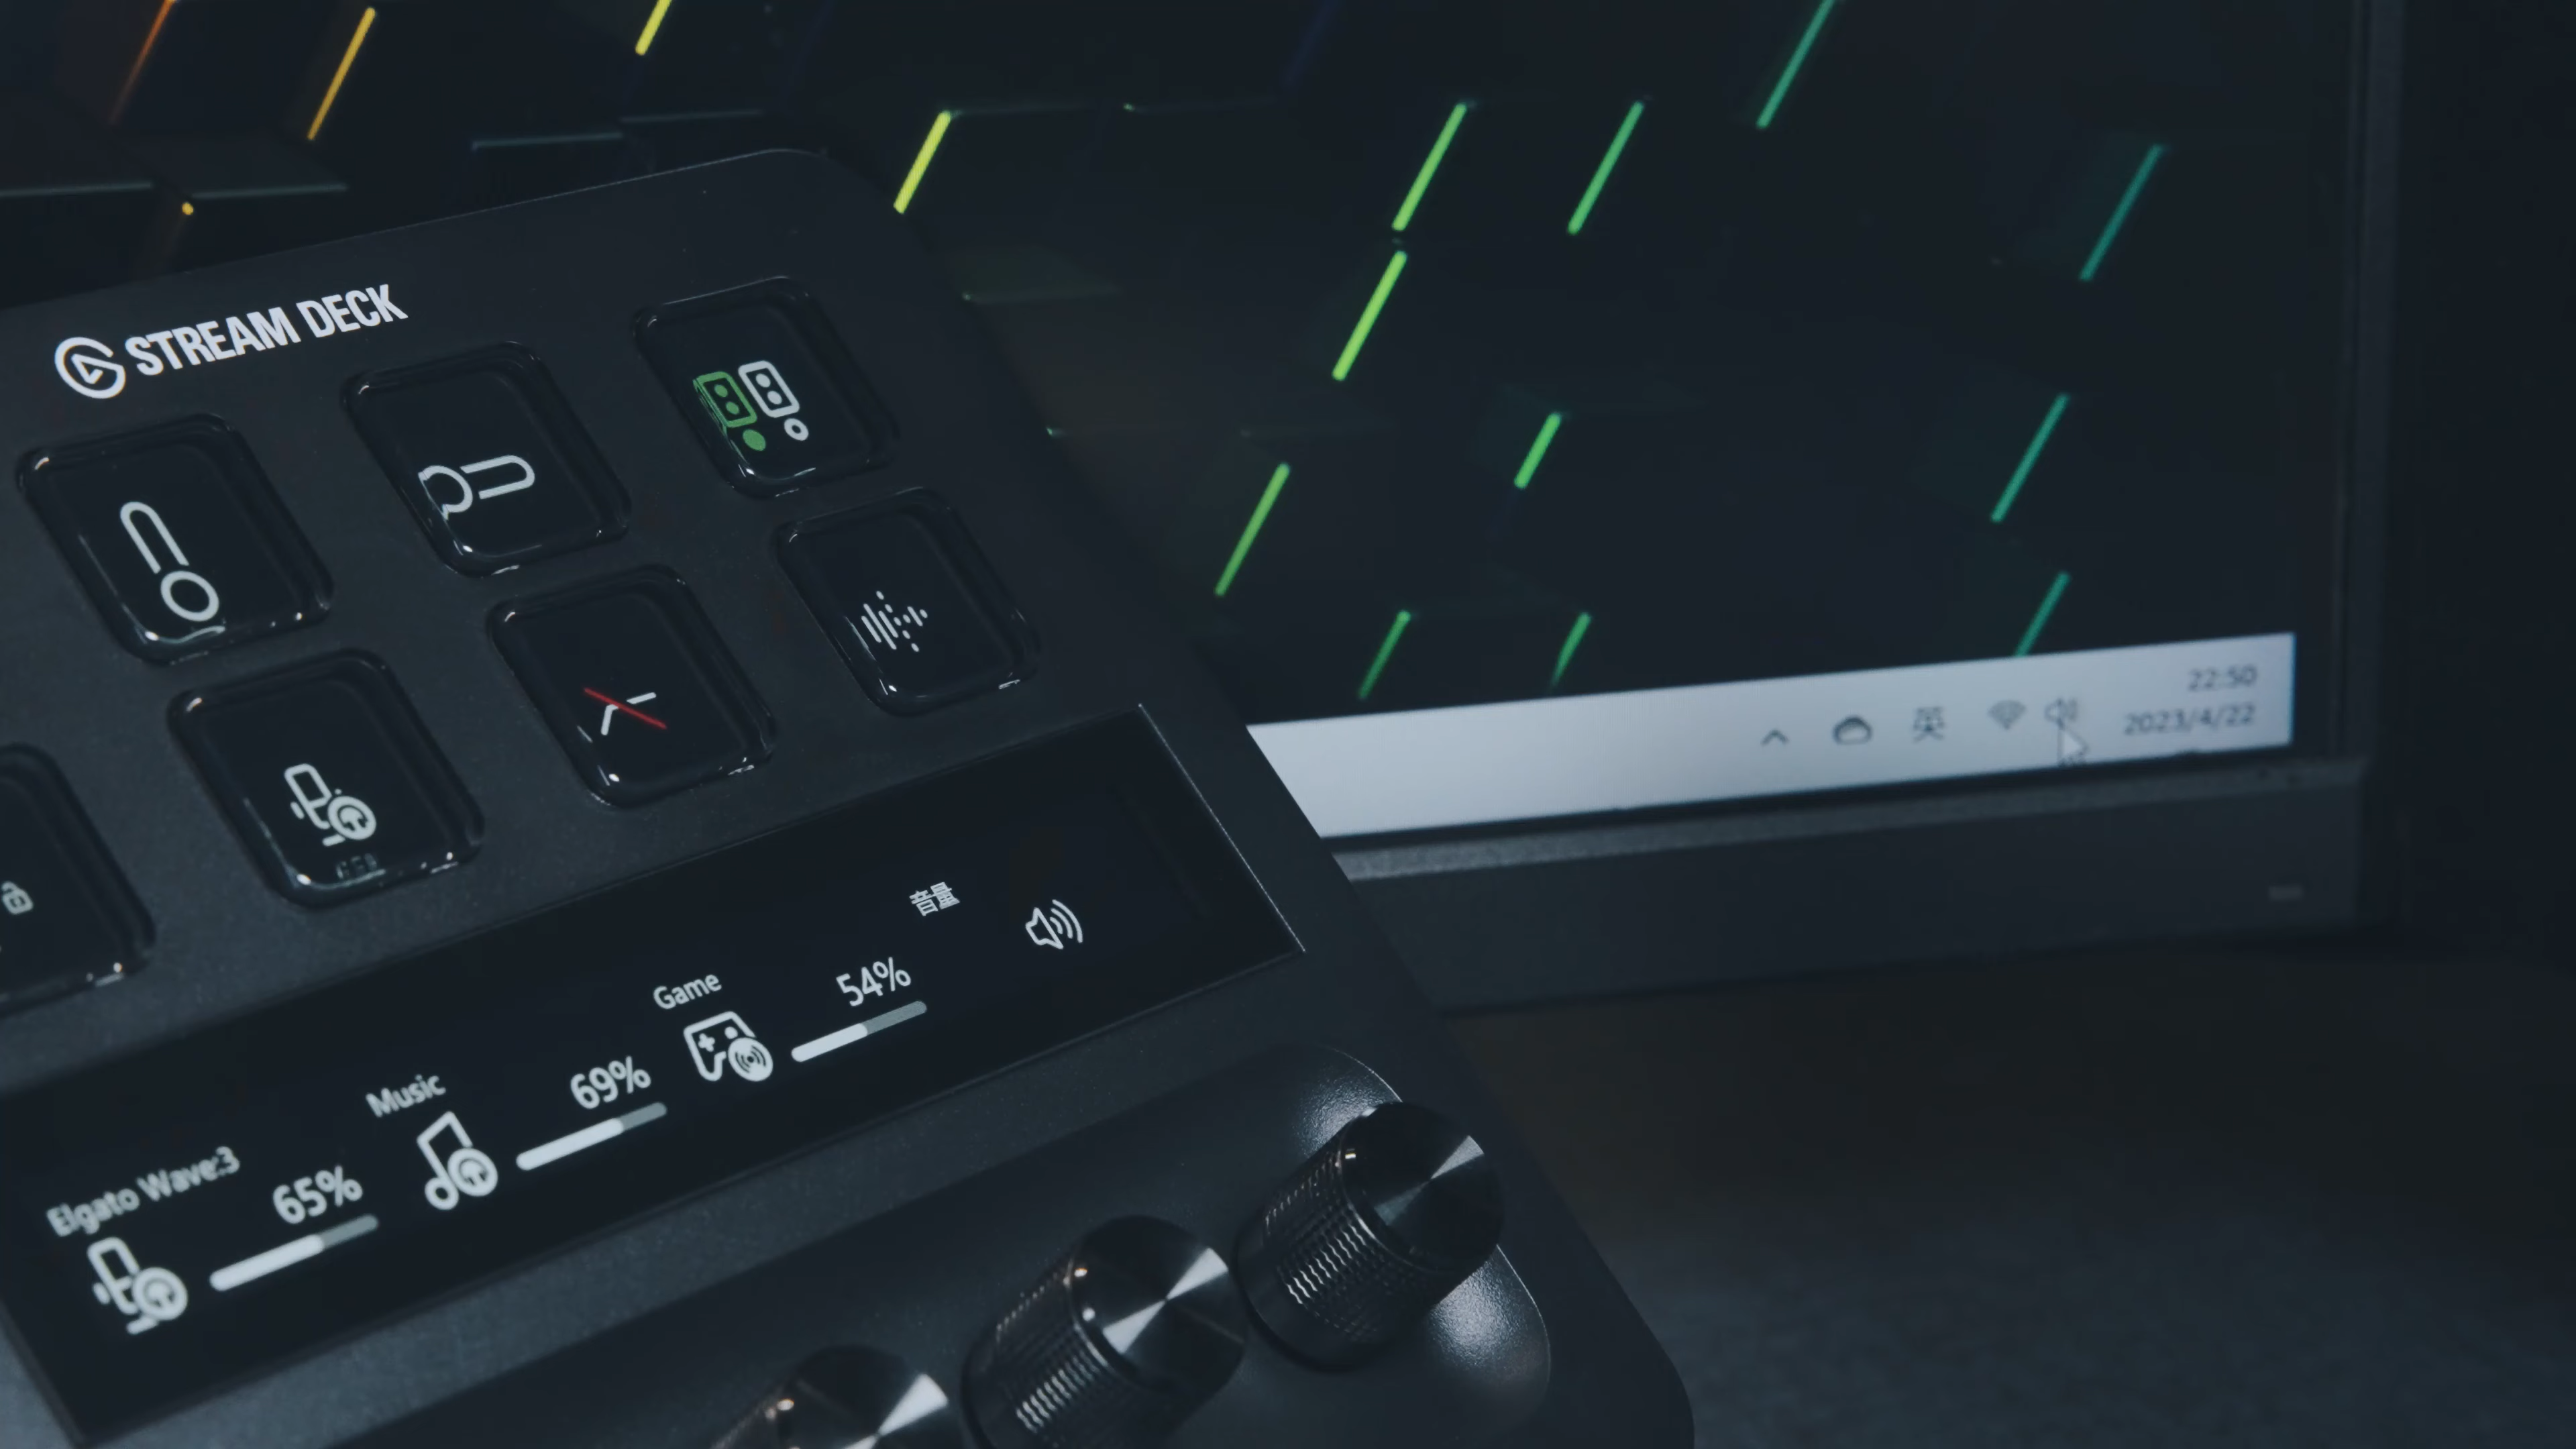 STREAM DECK
Elgato Wave:3
65%
Music
69%
Game
54%
音量
英
22:50
2023/4/22